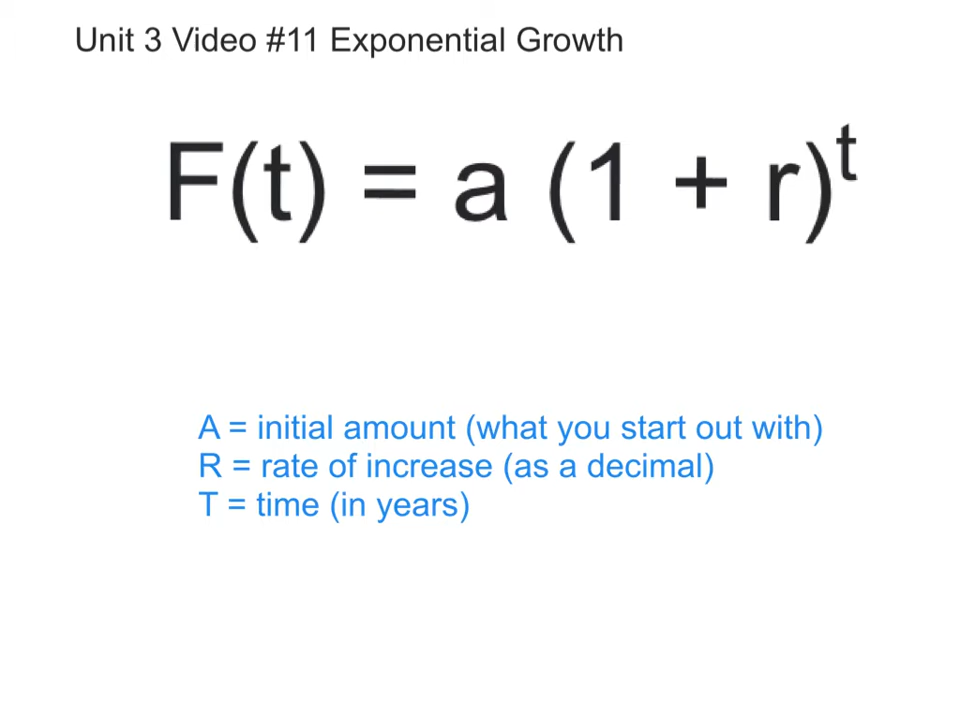 Unit 3 Video #11 Exponential Growth
F(t) = a (1 + r)^t
A = initial amount (what you start out with)
R = rate of increase (as a decimal)
T = time (in years)